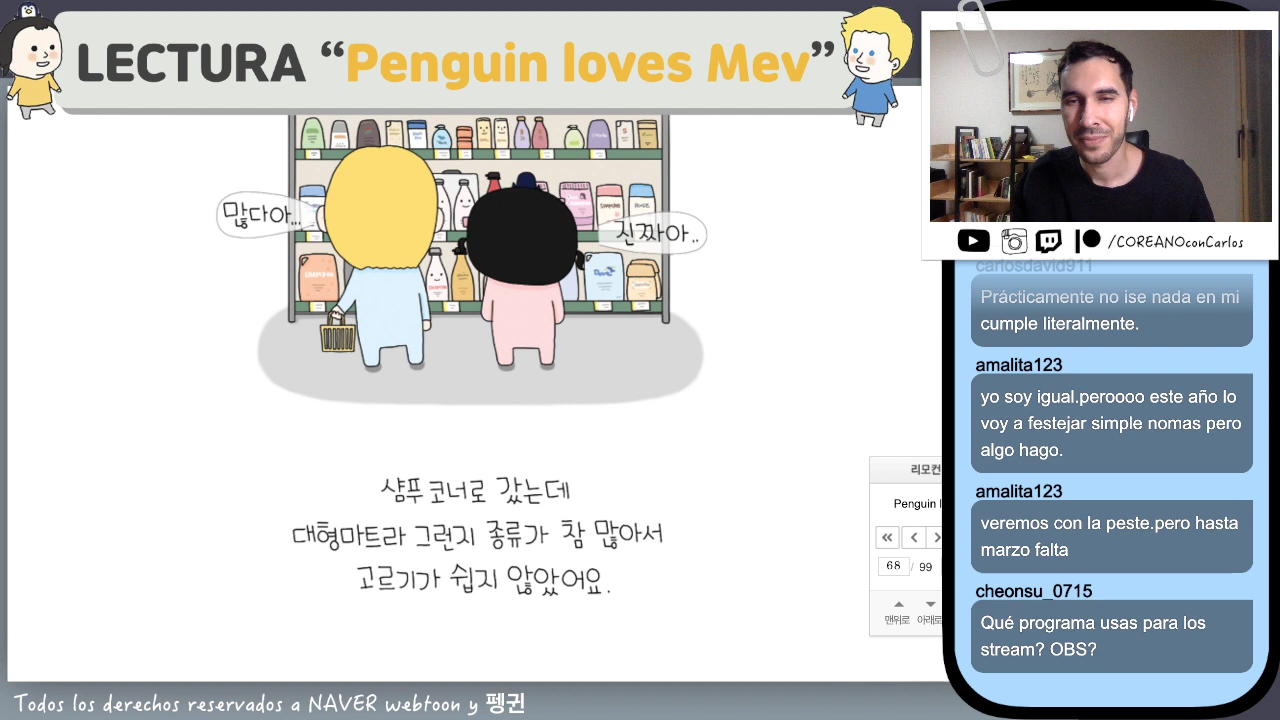 LECTURA “Penguin loves Mev”
많다아...
진짜아..
샴푸 코너로 갔는데
대형마트라 그런지 종류가 참 많아서
고르기가 쉽지 않았어요.
리모컨
Penguin l
68 / 99
맨위로 아래로
Todos los derechos reservados a NAVER webtoon y 펭귄
/COREANOconCarlos
carlosdavid911
Prácticamente no ise nada en mi
cumple literalmente.
amalita123
yo soy igual.peroooo este año lo
voy a festejar simple nomas pero
algo hago.
amalita123
veremos con la peste.pero hasta
marzo falta
cheonsu_0715
Qué programa usas para los
stream? OBS?